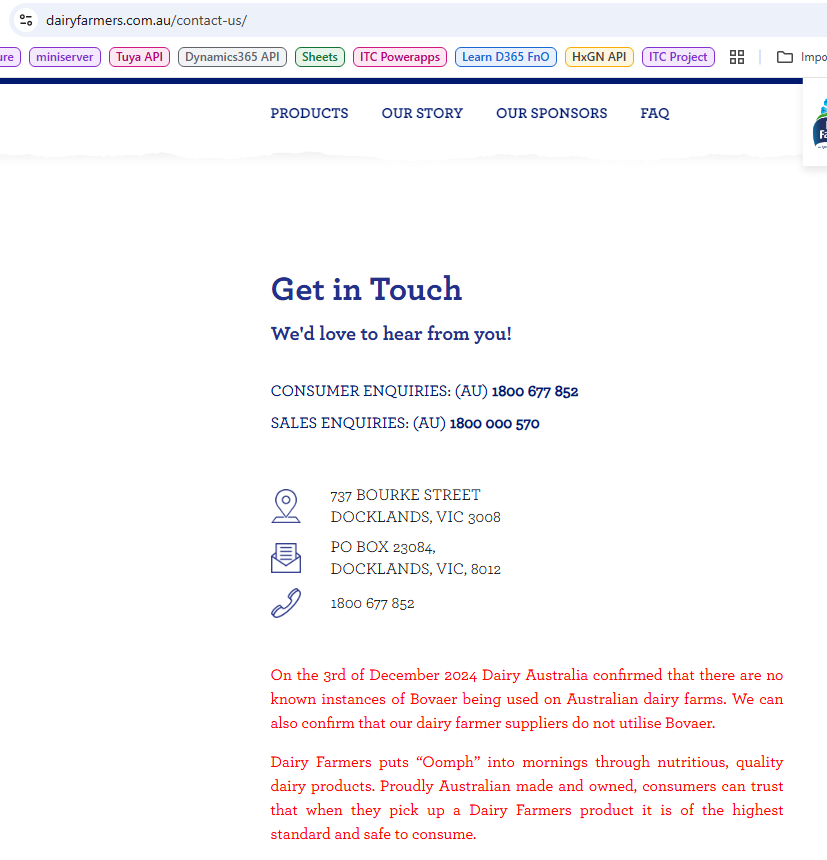 dairyfarmers.com.au/contact-us/
ure miniserver Tuya API Dynamics365 API Sheets ITC Powerapps Learn D365 FnO HxGN API ITC Project Impo
PRODUCTS OUR STORY OUR SPONSORS FAQ
Get in Touch
We'd love to hear from you!
CONSUMER ENQUIRIES: (AU) 1800 677 852
SALES ENQUIRIES: (AU) 1800 000 570
737 BOURKE STREET
DOCKLANDS, VIC 3008
PO BOX 23084,
DOCKLANDS, VIC, 8012
1800 677 852
On the 3rd of December 2024 Dairy Australia confirmed that there are no
known instances of Bovaer being used on Australian dairy farms. We can
also confirm that our dairy farmer suppliers do not utilise Bovaer.
Dairy Farmers puts “Oomph” into mornings through nutritious, quality
dairy products. Proudly Australian made and owned, consumers can trust
that when they pick up a Dairy Farmers product it is of the highest
standard and safe to consume.